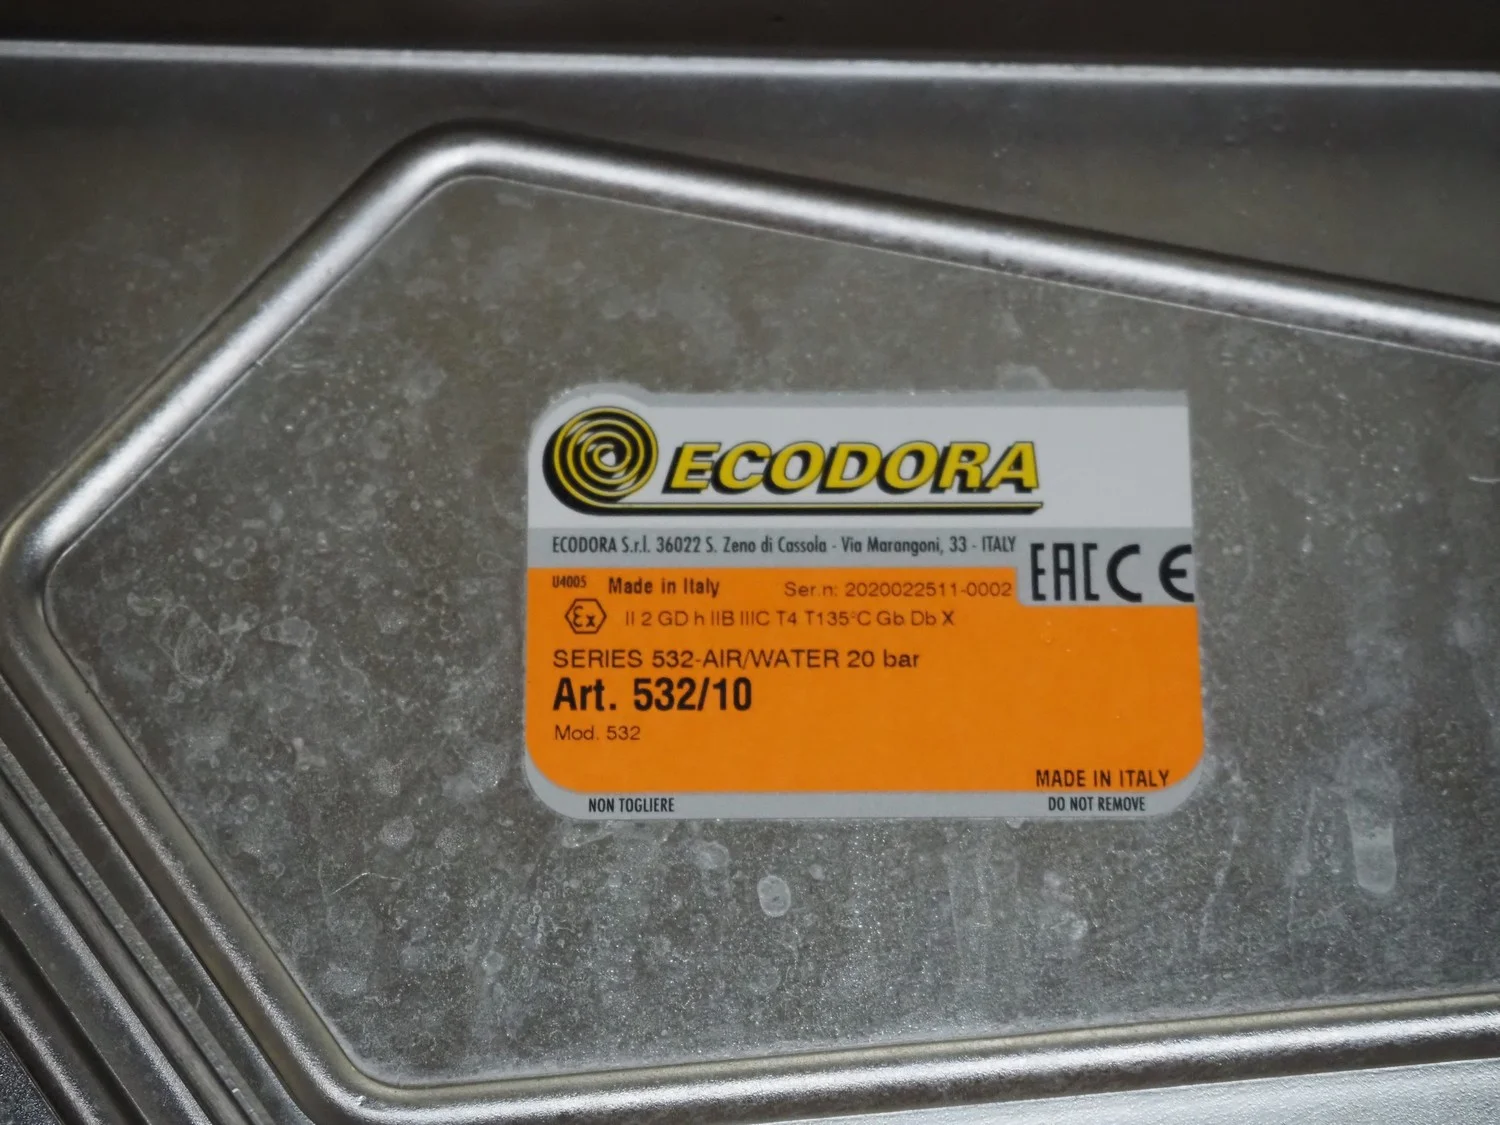 ECODORA
ECODORA S.r.l. 36022 S. Zeno di Cassola - Via Marangoni, 33 - ITALY
EAC CE
U4005 Made in Italy Ser.n: 2020022511-0002
Ex II 2 GD h IIB IIIC T4 T135°C Gb Db X
SERIES 532-AIR/WATER 20 bar
Art. 532/10
Mod. 532
MADE IN ITALY
NON TOGLIERE DO NOT REMOVE